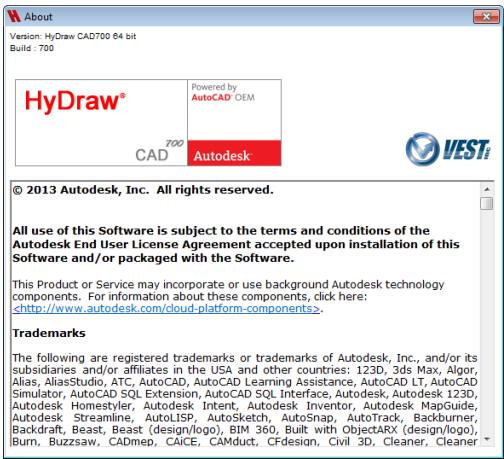 About
Version: HyDraw CAD700 64 bit
Build : 700
HyDraw®
CAD 700
Powered by
AutoCAD® OEM
Autodesk®
VEST
© 2013 Autodesk, Inc.  All rights reserved.
All use of this Software is subject to the terms and conditions of the
Autodesk End User License Agreement accepted upon installation of this
Software and/or packaged with the Software.
This Product or Service may incorporate or use background Autodesk technology
components.  For information about these components, click here:
<http://www.autodesk.com/cloud-platform-components>.
Trademarks
The following are registered trademarks or trademarks of Autodesk, Inc., and/or its
subsidiaries and/or affiliates in the USA and other countries: 123D, 3ds Max, Algor,
Alias, AliasStudio, ATC, AutoCAD, AutoCAD Learning Assistance, AutoCAD LT, AutoCAD
Simulator, AutoCAD SQL Extension, AutoCAD SQL Interface, Autodesk, Autodesk 123D,
Autodesk Homestyler, Autodesk Intent, Autodesk Inventor, Autodesk MapGuide,
Autodesk Streamline, AutoLISP, AutoSketch, AutoSnap, AutoTrack, Backburner,
Backdraft, Beast, Beast (design/logo), BIM 360, Built with ObjectARX (design/logo),
Burn, Buzzsaw, CADmep, CAiCE, CAMduct, CFdesign, Civil 3D, Cleaner, Cleaner